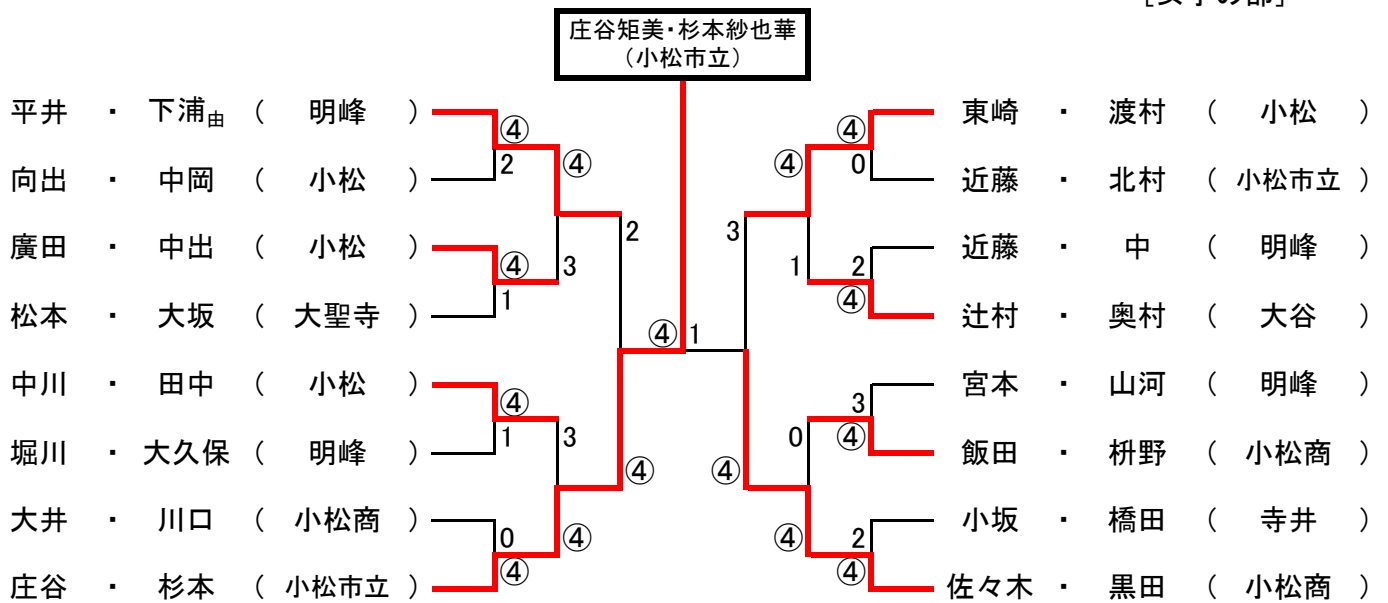 [女子の部]
庄谷矩美・杉本紗也華
（小松市立）
平井 ・ 下浦由 （ 明峰 ）
向出 ・ 中岡 （ 小松 ）
廣田 ・ 中出 （ 小松 ）
松本 ・ 大坂 （ 大聖寺 ）
中川 ・ 田中 （ 小松 ）
堀川 ・ 大久保 （ 明峰 ）
大井 ・ 川口 （ 小松商 ）
庄谷 ・ 杉本 （ 小松市立 ）
④
2
④
1
④
1
0
④
④
3
3
④
2
④
④
1
3
④
④
1
0
④
④
0
2
④
3
④
2
④
東崎 ・ 渡村 （ 小松 ）
近藤 ・ 北村 （ 小松市立 ）
近藤 ・ 中 （ 明峰 ）
辻村 ・ 奥村 （ 大谷 ）
宮本 ・ 山河 （ 明峰 ）
飯田 ・ 枡野 （ 小松商 ）
小坂 ・ 橋田 （ 寺井 ）
佐々木 ・ 黒田 （ 小松商 ）